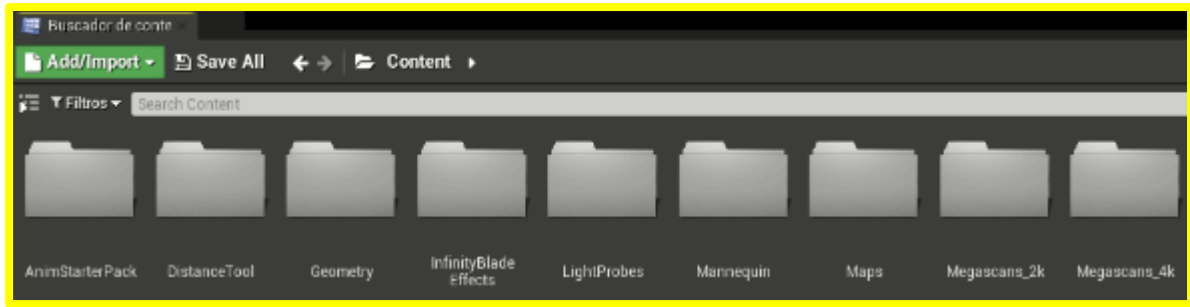 Buscador de conte
Add/Import Save All Content
Filtros Search Content
AnimStarterPack DistanceTool Geometry InfinityBlade Effects LightProbes Mannequin Maps Megascans_2k Megascans_4k